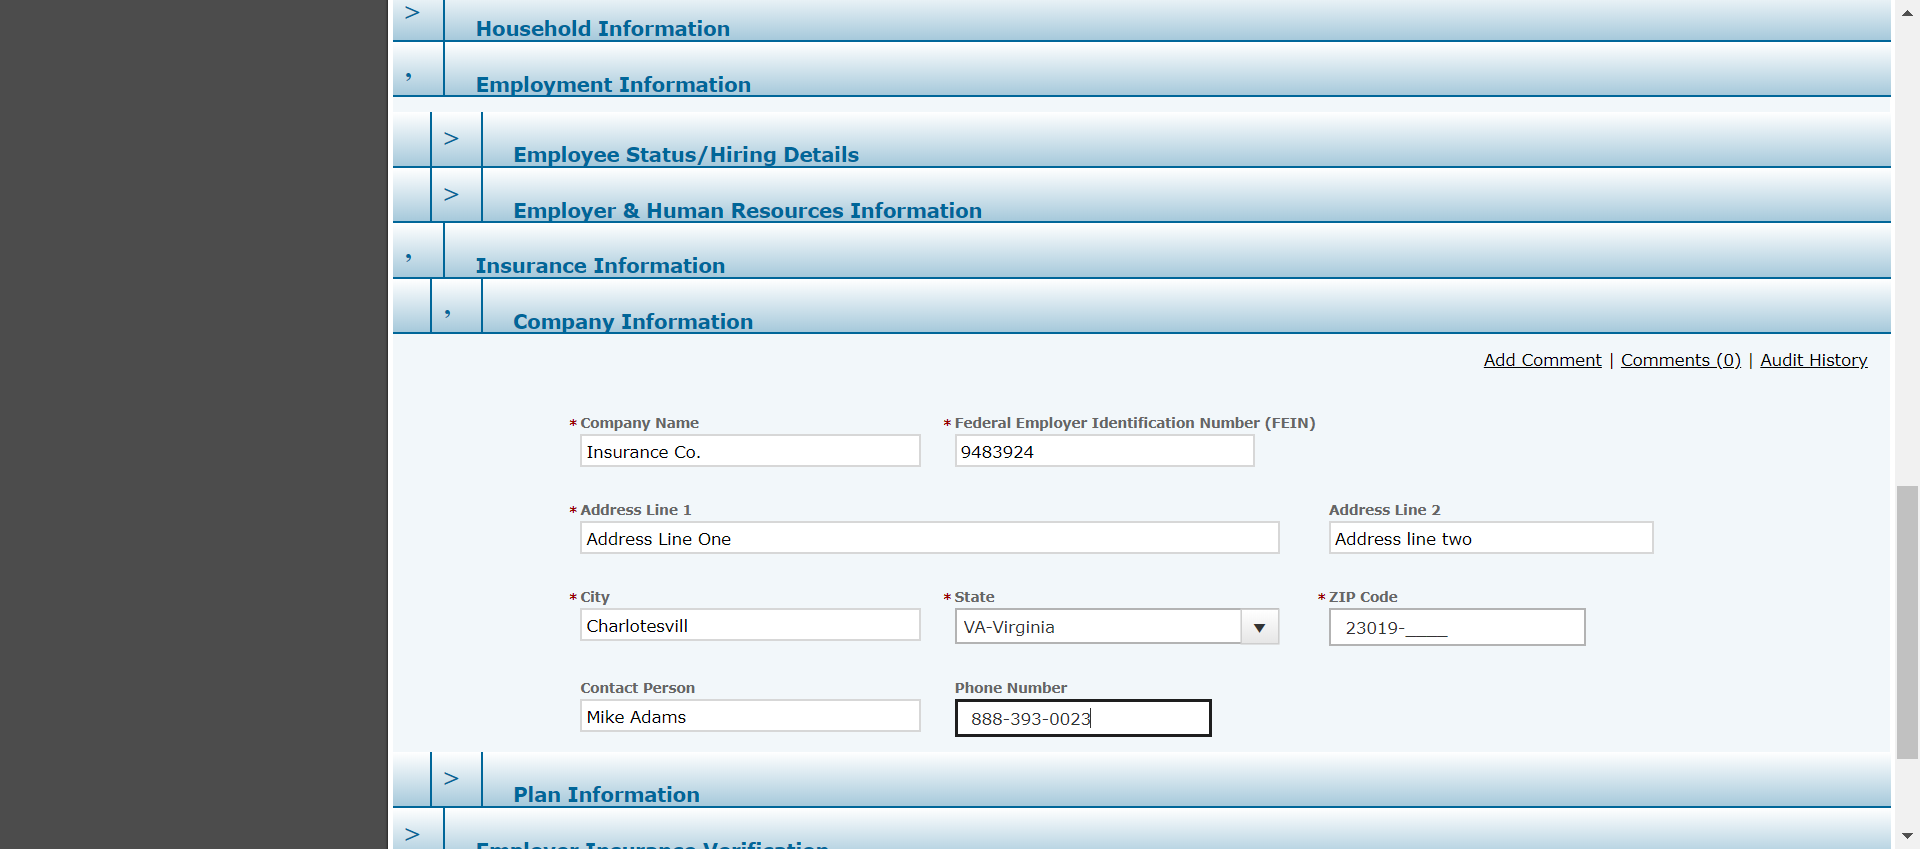 >
Household Information
,
Employment Information
>
Employee Status/Hiring Details
>
Employer & Human Resources Information
,
Insurance Information
,
Company Information
Add Comment | Comments (0) | Audit History
* Company Name * Federal Employer Identification Number (FEIN)
Insurance Co. 9483924
* Address Line 1 Address Line 2
Address Line One Address line two
* City * State * ZIP Code
Charlotesvill VA-Virginia ▼ 23019-____
Contact Person Phone Number
Mike Adams 888-393-0023
>
Plan Information
>
Employer Insurance Verification